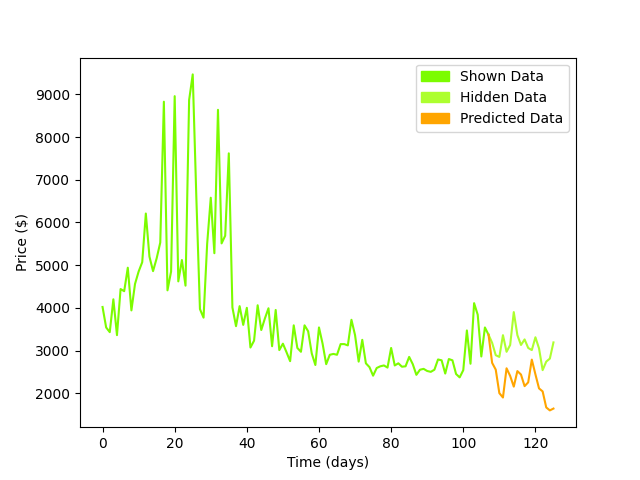 Shown Data
Hidden Data
Predicted Data
9000
8000
7000
6000
5000
4000
3000
2000
Price ($)
0 20 40 60 80 100 120
Time (days)